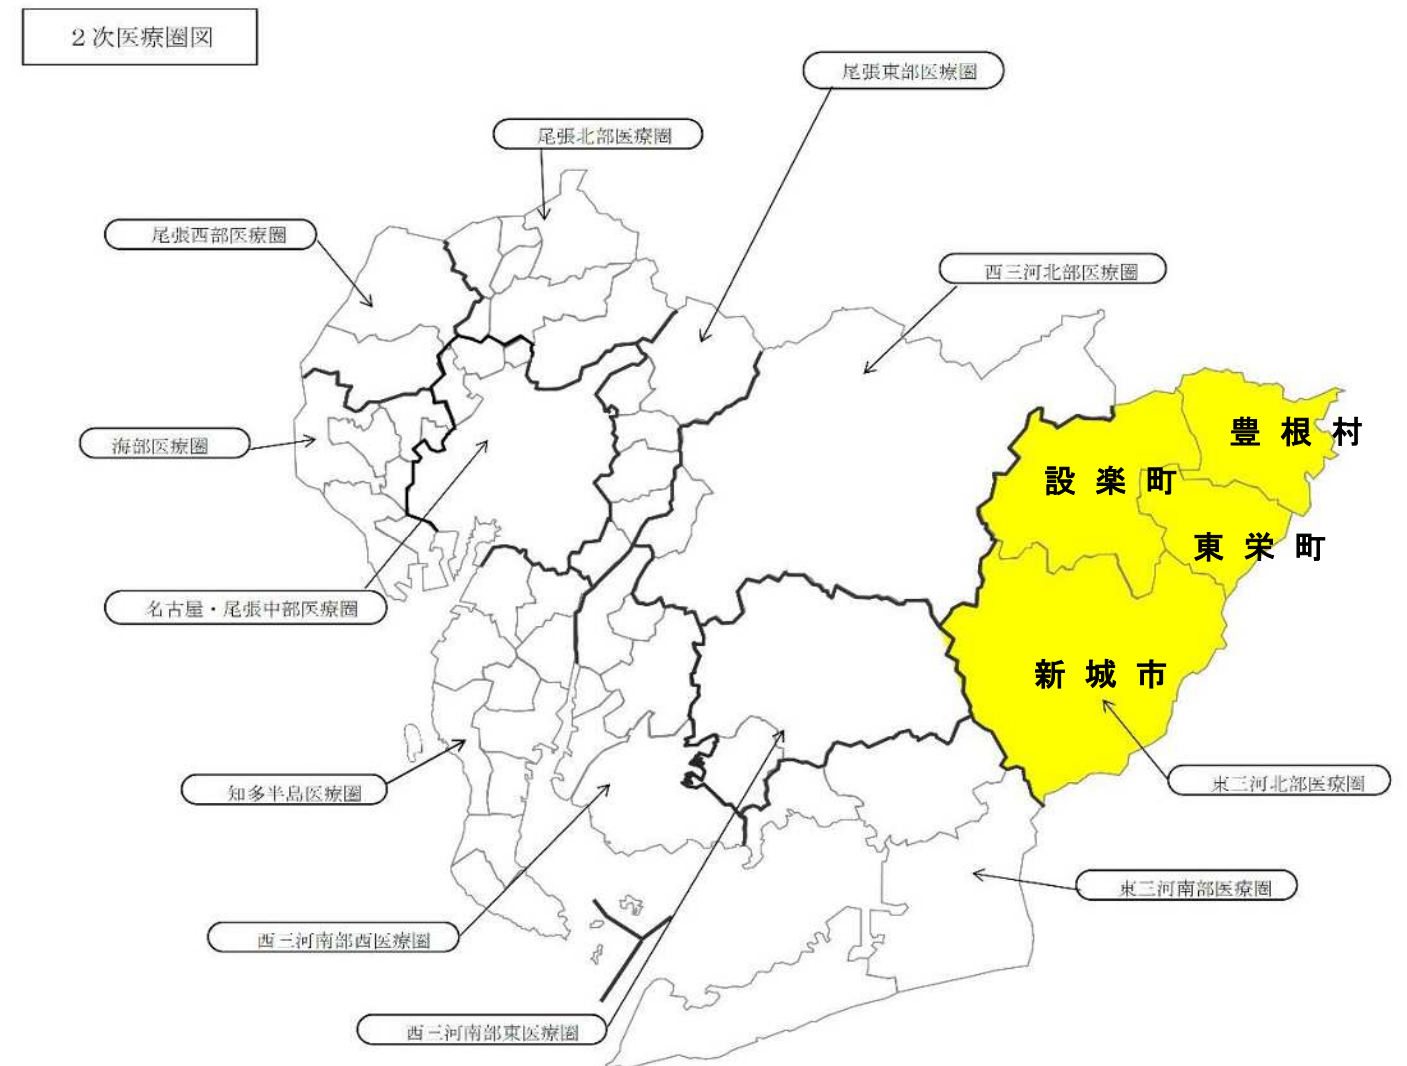 2次医療圏図
尾張東部医療圏
尾張北部医療圏
尾張西部医療圏
西三河北部医療圏
豊根村
海部医療圏
設楽町
東栄町
名古屋・尾張中部医療圏
新城市
東三河北部医療圏
知多半島医療圏
東三河南部医療圏
西三河南部西医療圏
西三河南部東医療圏